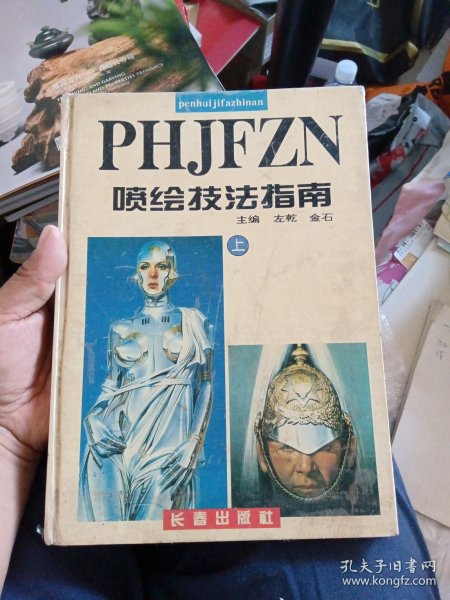 penhuijifazhinan
PHJFZN
喷绘技法指南
主编 左乾 金石
上
长春出版社
孔夫子旧书网
www.kongfz.com